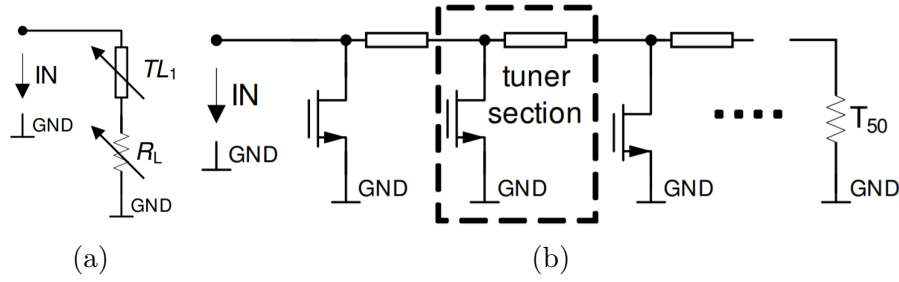 IN
TL1
GND
RL
GND
(a)
IN
GND
tuner
section
GND
GND
GND
T50
GND
(b)